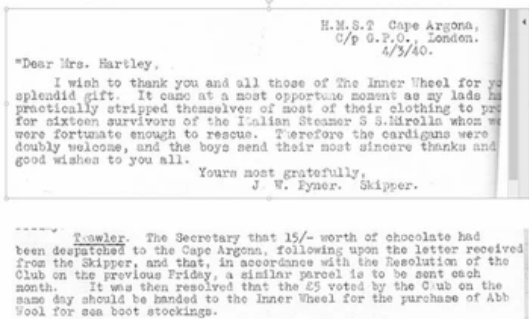 H.M.S.T Cape Argona,
C/p G.P.O., London.
4/3/40.
"Dear Mrs. Hartley,
I wish to thank you and all those of The Inner Wheel for yo
splendid gift. It came at a most opportune moment as my lads ha
practically stripped themselves of most of their clothing to pro
for sixteen survivors of the Italian Steamer S S.Mirella whom we
were fortunate enough to rescue. Therefore the cardigans were
doubly welcome, and the boys send their most sincere thanks and
good wishes to you all.
Yours most gratefully,
J. W. Pyner. Skipper.
Trawler. The Secretary that 15/- worth of chocolate had
been despatched to the Cape Argona, following upon the letter received
from the Skipper, and that, in accordance with the Resolution of the
Club on the previous Friday, a similar parcel is to be sent each
month. It was then resolved that the £5 voted by the Club on the
same day should be handed to the Inner Wheel for the purchase of Abb
Wool for sea boot stockings.